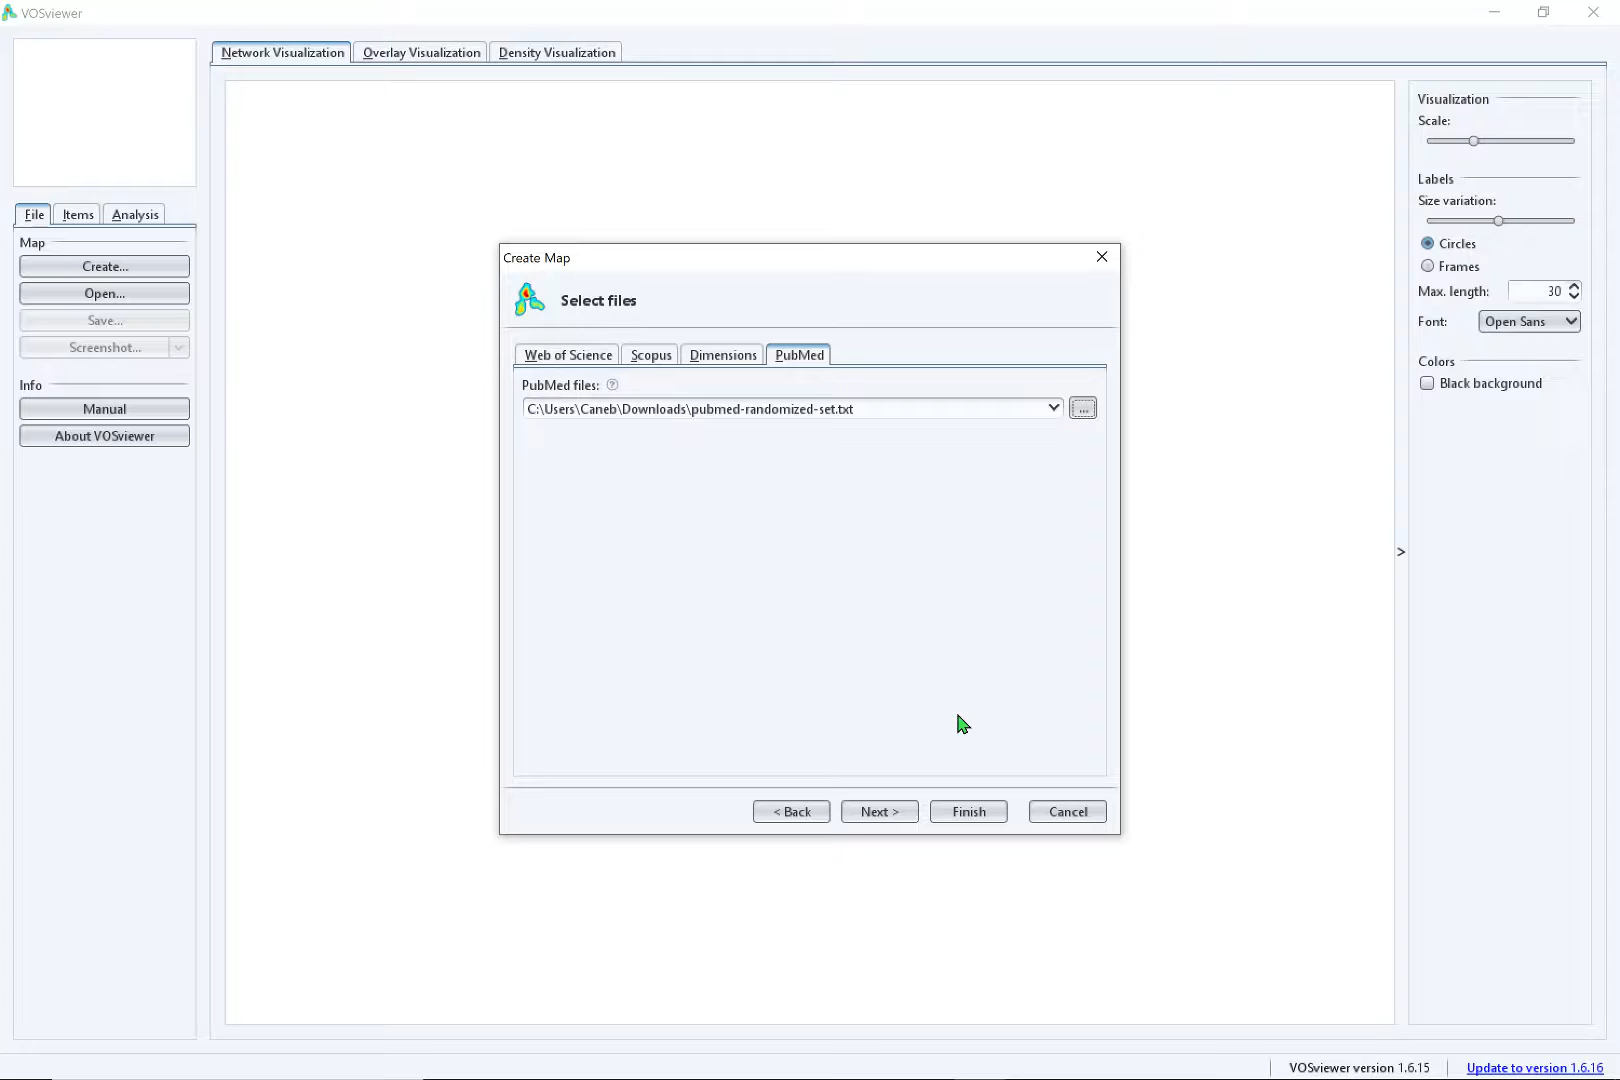 VOSviewer
Network Visualization
Overlay Visualization
Density Visualization
File
Items
Analysis
Map
Create...
Open...
Save...
Screenshot...
Info
Manual
About VOSviewer
Create Map
Select files
Web of Science
Scopus
Dimensions
PubMed
PubMed files: ?
C:\Users\Caneb\Downloads\pubmed-randomized-set.txt
...
< Back
Next >
Finish
Cancel
>
Visualization
Scale:
Labels
Size variation:
Circles
Frames
Max. length: 30
Font: Open Sans
Colors
Black background
VOSviewer version 1.6.15
Update to version 1.6.16